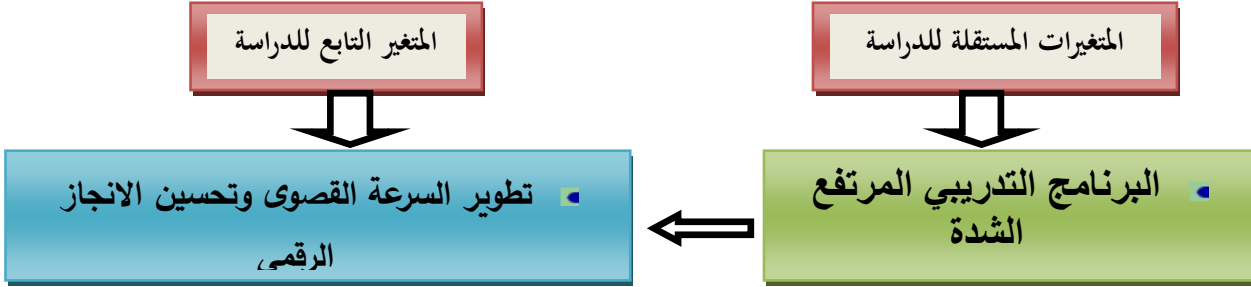 المتغيرات المستقلة للدراسة
المتغير التابع للدراسة
البرنامج التدريبي المرتفع
الشدة
تطوير السرعة القصوى وتحسين الانجاز
الرقمي